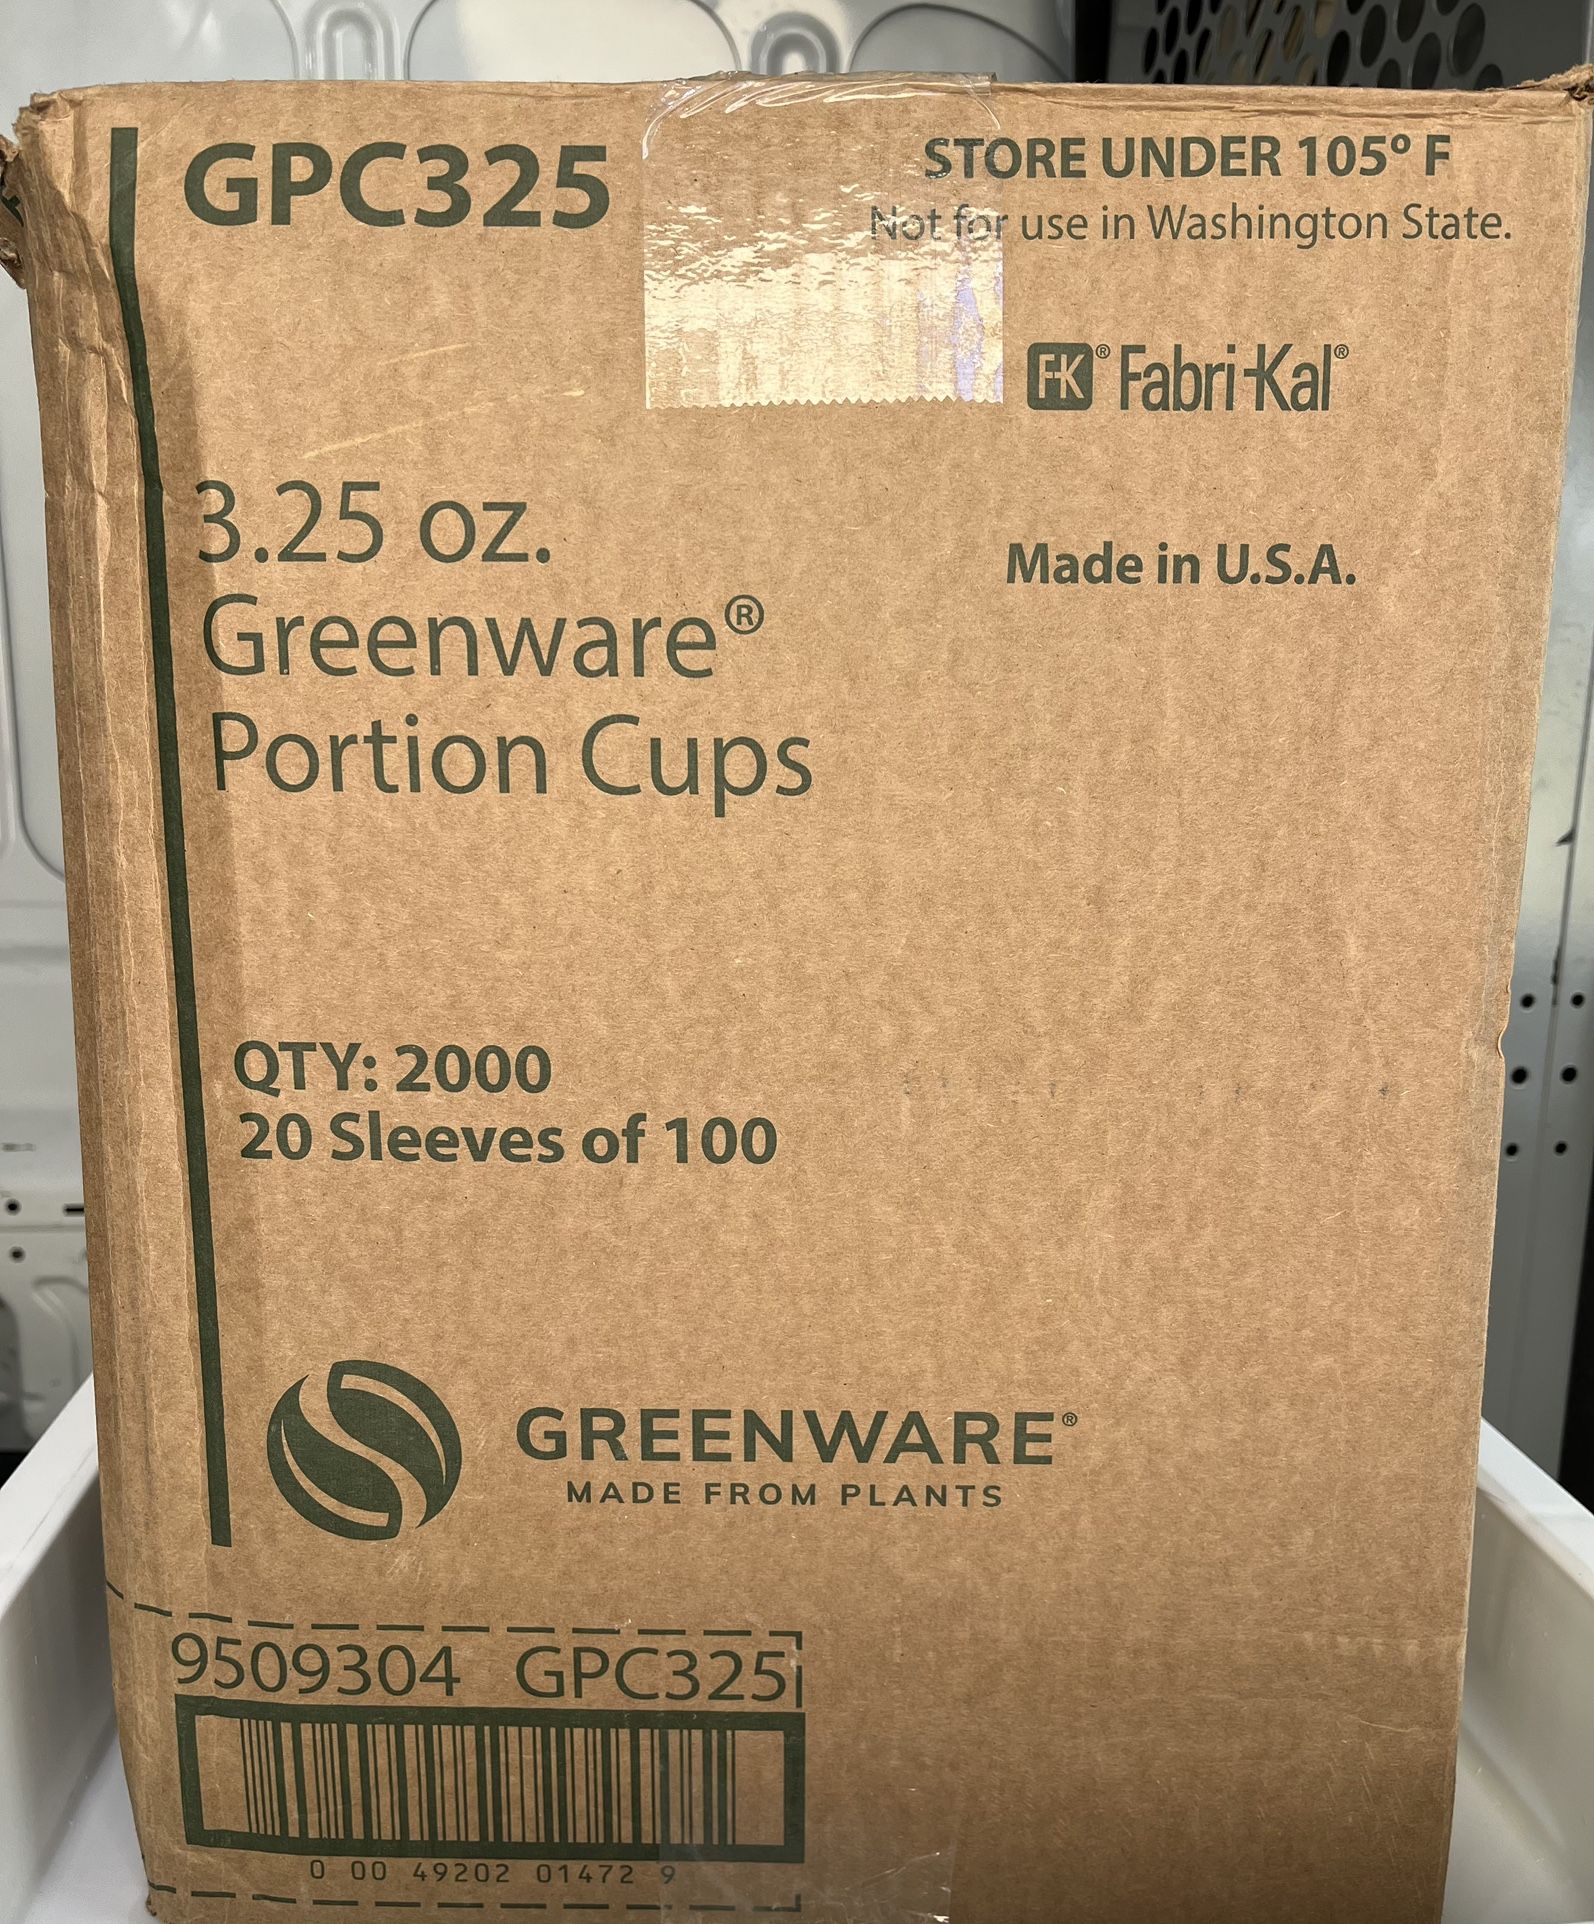 GPC325
STORE UNDER 105º F
Not for use in Washington State.
FK® Fabri-Kal®
3.25 oz.
Greenware®
Portion Cups
Made in U.S.A.
QTY: 2000
20 Sleeves of 100
GREENWARE®
MADE FROM PLANTS
9509304 GPC325
0 00 49202 01472 9